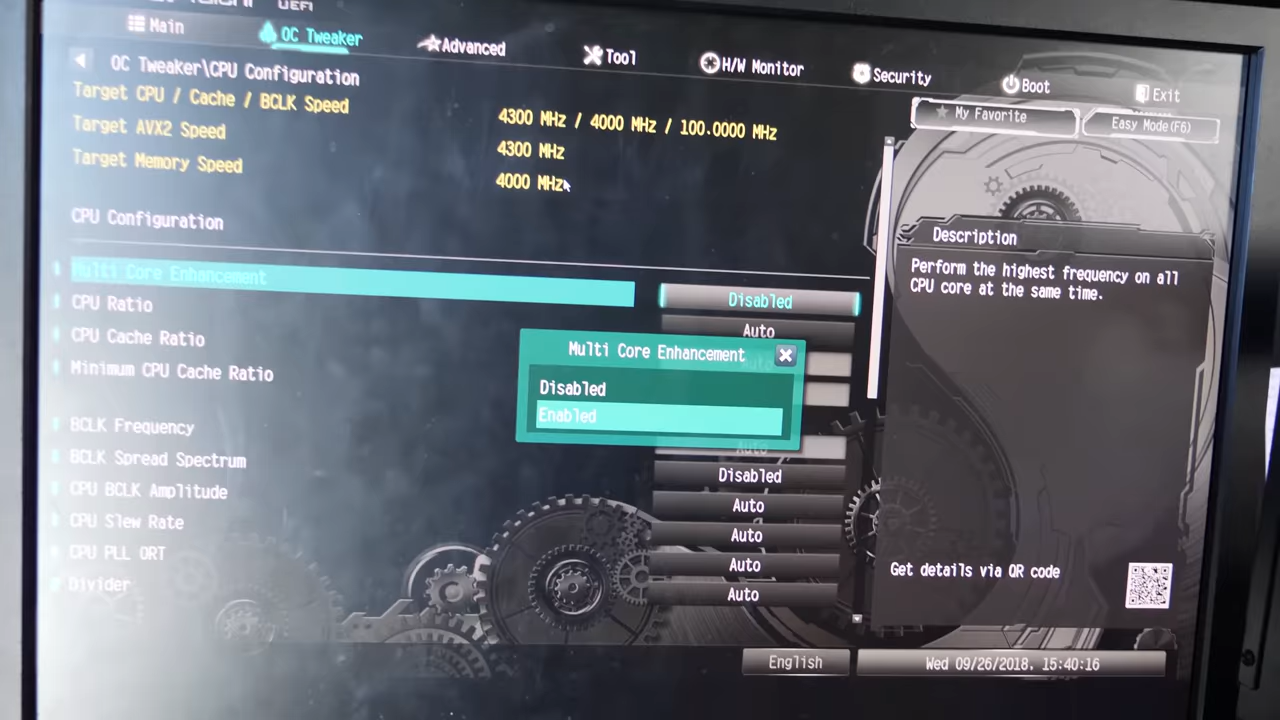 UEFI
Main
OC Tweaker
Advanced
Tool
H/W Monitor
Security
Boot
Exit
OC Tweaker\CPU Configuration
My Favorite
Easy Mode(F6)
Target CPU / Cache / BCLK Speed
4300 MHz / 4000 MHz / 100.0000 MHz
Target AVX2 Speed
4300 MHz
Target Memory Speed
4000 MHz
CPU Configuration
Multi Core Enhancement
Disabled
CPU Ratio
Auto
CPU Cache Ratio
Auto
Minimum CPU Cache Ratio
Multi Core Enhancement
Disabled
Enabled
BCLK Frequency
Auto
BCLK Spread Spectrum
Disabled
CPU BCLK Amplitude
Auto
CPU Slew Rate
Auto
CPU PLL ORT
Auto
Divider
Auto
Description
Perform the highest frequency on all
CPU core at the same time.
Get details via QR code
English
Wed 09/26/2018, 15:40:16